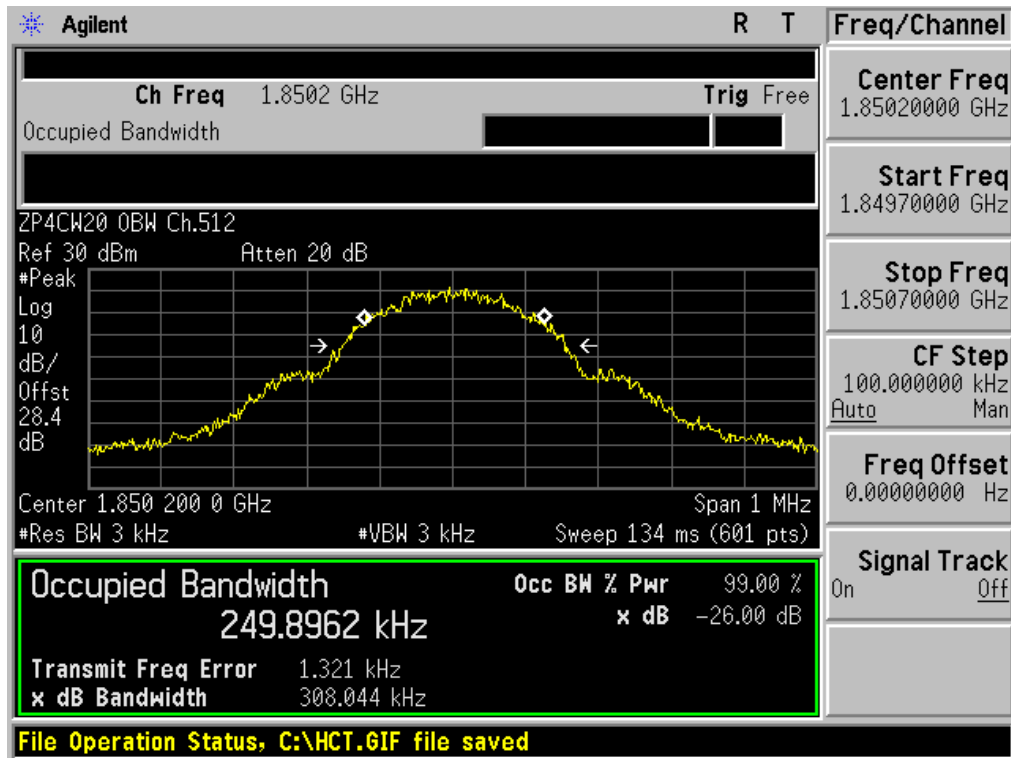 Agilent R T
Freq/Channel
Ch Freq 1.8502 GHz Trig Free
Occupied Bandwidth
ZP4CW20 OBW Ch.512
Ref 30 dBm Atten 20 dB
#Peak
Log
10
dB/
Offst
28.4
dB
Center 1.850 200 0 GHz Span 1 MHz
#Res BW 3 kHz #VBW 3 kHz Sweep 134 ms (601 pts)
Occupied Bandwidth
249.8962 kHz
Occ BW % Pwr 99.00 %
x dB -26.00 dB
Transmit Freq Error 1.321 kHz
x dB Bandwidth 308.044 kHz
File Operation Status, C:\HCT.GIF file saved
Center Freq
1.85020000 GHz
Start Freq
1.84970000 GHz
Stop Freq
1.85070000 GHz
CF Step
100.000000 kHz
Auto Man
Freq Offset
0.00000000 Hz
Signal Track
On Off